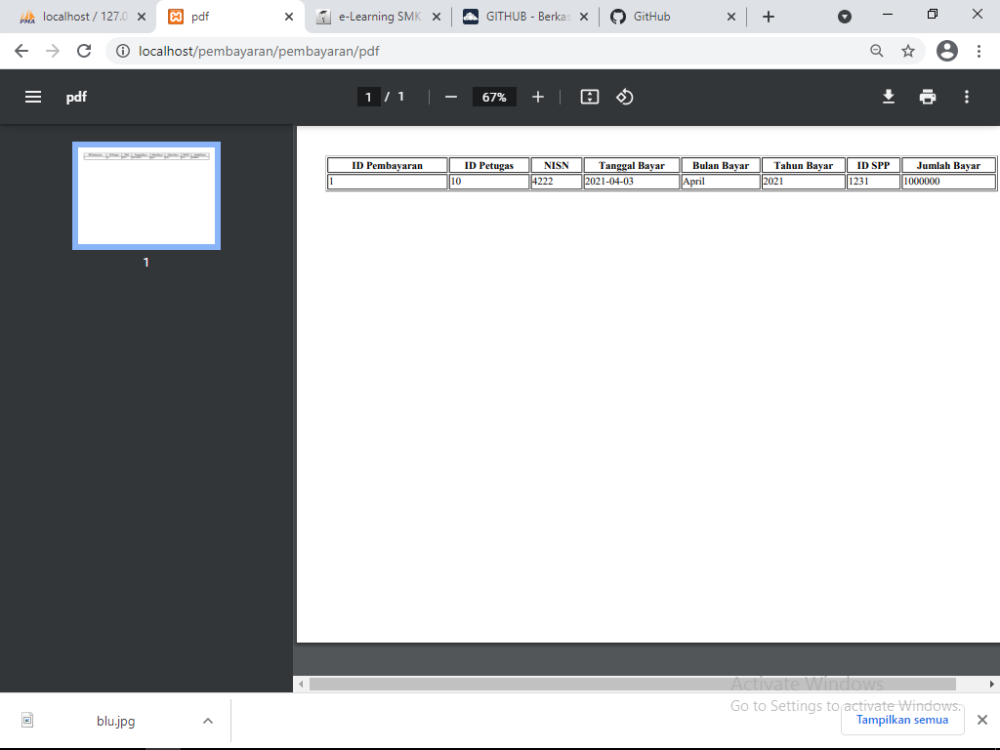 localhost / 127.0
pdf
e-Learning SMK
GITHUB - Berkas
GitHub
localhost/pembayaran/pembayaran/pdf
pdf
1 / 1
67%
ID Pembayaran ID Petugas NISN Tanggal Bayar Bulan Bayar Tahun Bayar ID SPP Jumlah Bayar
1 10 4222 2021-04-03 April 2021 1231 1000000
1
Activate Windows
Go to Settings to activate Windows.
blu.jpg
Tampilkan semua